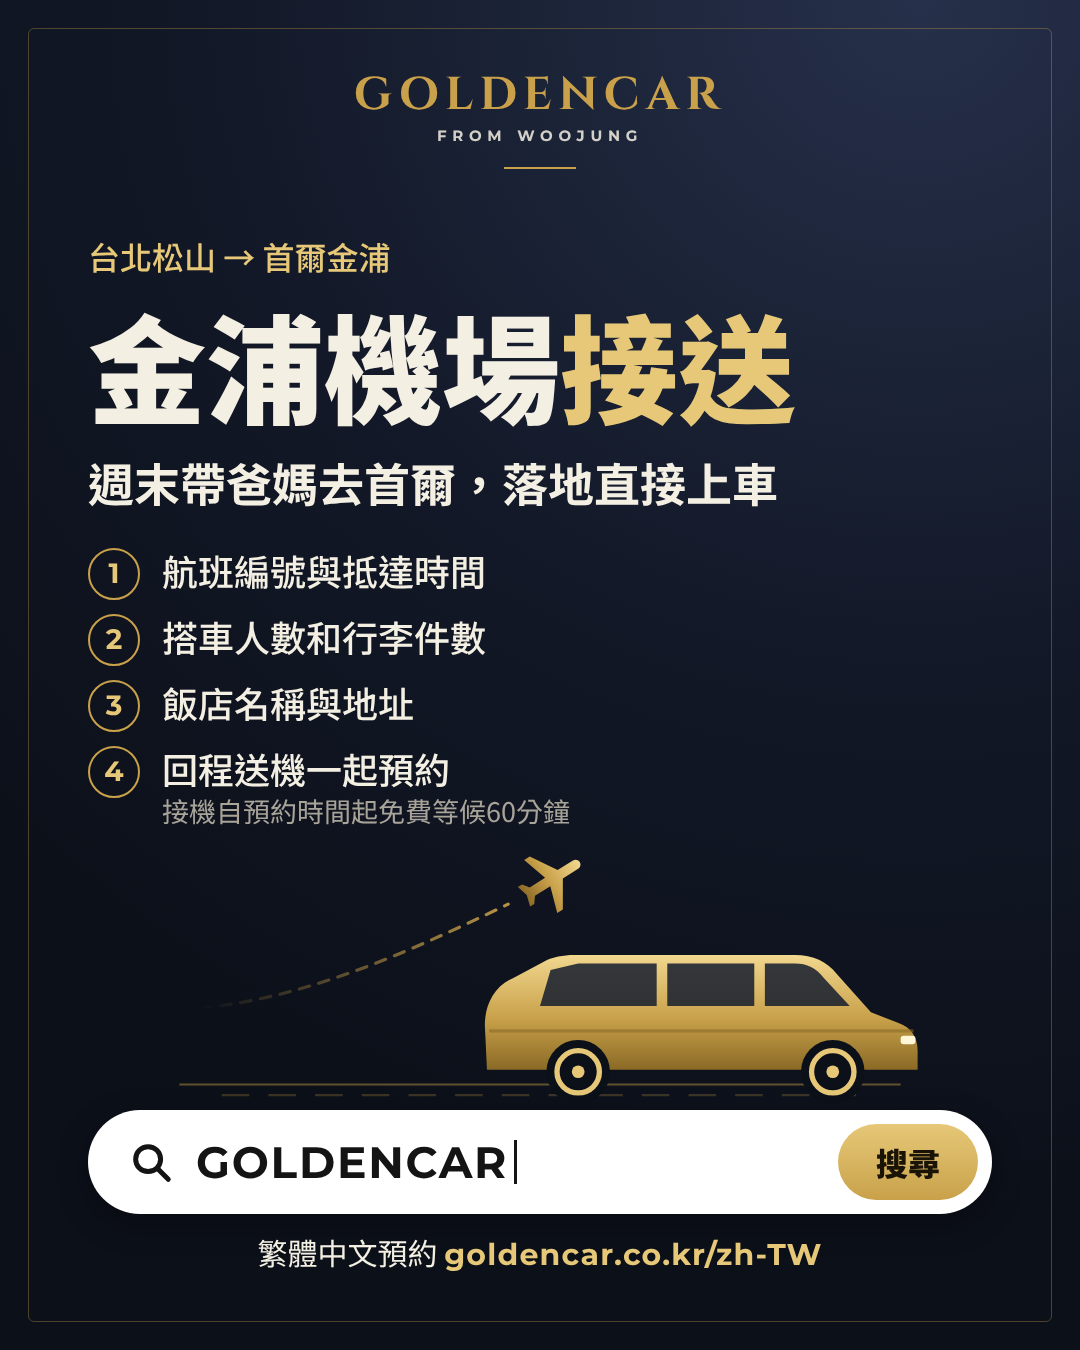 GOLDENCAR
FROM WOOJUNG
台北松山 → 首爾金浦
金浦機場接送
週末帶爸媽去首爾，落地直接上車
1 航班編號與抵達時間
2 搭車人數和行李件數
3 飯店名稱與地址
4 回程送機一起預約
接機自預約時間起免費等候60分鐘
GOLDENCAR 搜尋
繁體中文預約 goldencar.co.kr/zh-TW